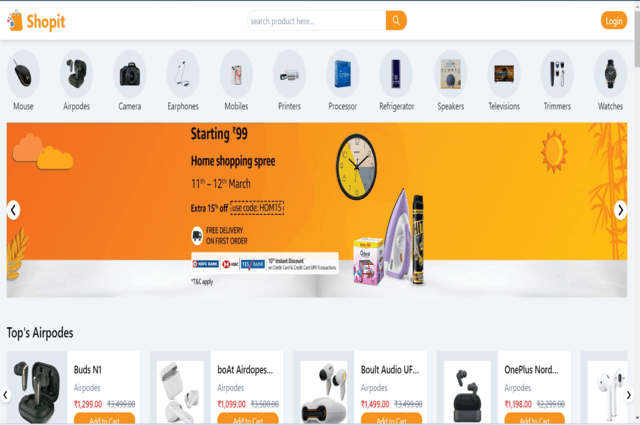 Shopit
search product here..
Login
Mouse
Airpodes
Camera
Earphones
Mobiles
Printers
Processor
Refrigerator
Speakers
Televisions
Trimmers
Watches
Starting ₹99
Home shopping spree
11th – 12th March
Extra 15% off use code: HOM15
FREE DELIVERY
ON FIRST ORDER
HDFC BANK HSBC YES BANK
10% Instant Discount*
on Credit Card & Credit Card EMI Transactions
*T&C apply
HIT
Top's Airpodes
Buds N1
Airpodes
₹1,299.00 ₹3,499.00
Add to Cart
boAt Airdopes...
Airpodes
₹1,099.00 ₹3,500.00
Add to Cart
Boult Audio UF...
Airpodes
₹1,499.00 ₹3,499.00
Add to Cart
OnePlus Nord...
Airpodes
₹1,198.00 ₹2,299.00
Add to Cart